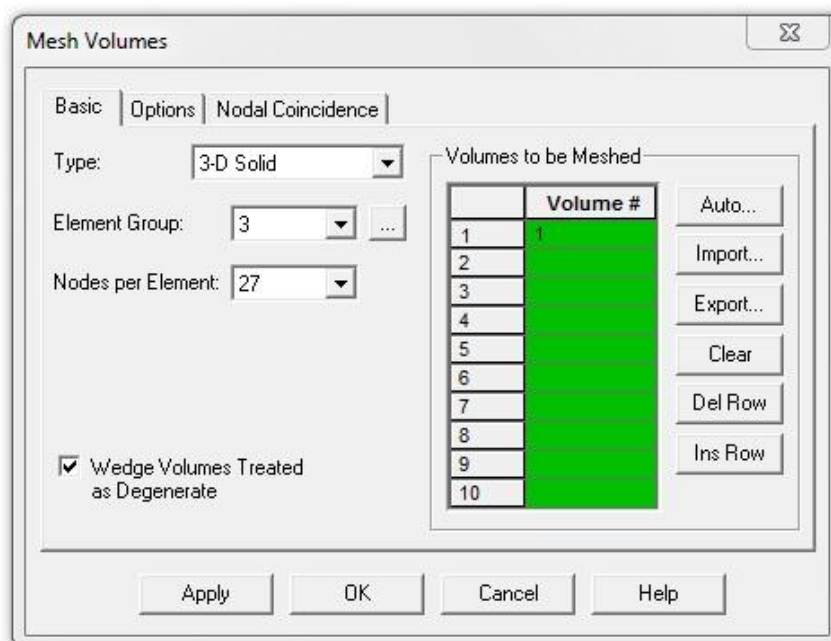 Mesh Volumes
Basic Options Nodal Coincidence
Type: 3-D Solid
Element Group: 3 ...
Nodes per Element: 27
Wedge Volumes Treated
as Degenerate
Volumes to be Meshed
Volume #
1 1
2
3
4
5
6
7
8
9
10
Auto...
Import...
Export...
Clear
Del Row
Ins Row
Apply OK Cancel Help